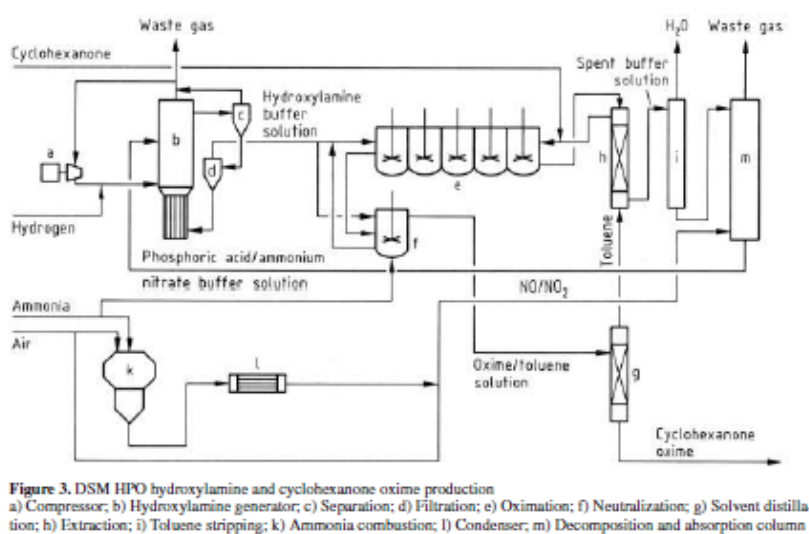 Waste gas
H₂O
Waste gas
Cyclohexanone
Spent buffer
solution
Hydroxylamine
buffer
solution
a
b
c
d
e
h
i
m
f
Hydrogen
Toluene
Phosphoric acid/ammonium
nitrate buffer solution
NO/NO₂
Ammonia
Air
k
l
Oxime/toluene
solution
g
Cyclohexanone
oxime
Figure 3. DSM HPO hydroxylamine and cyclohexanone oxime production
a) Compressor; b) Hydroxylamine generator; c) Separation; d) Filtration; e) Oximation; f) Neutralization; g) Solvent distilla
tion; h) Extraction; i) Toluene stripping; k) Ammonia combustion; l) Condenser; m) Decomposition and absorption column